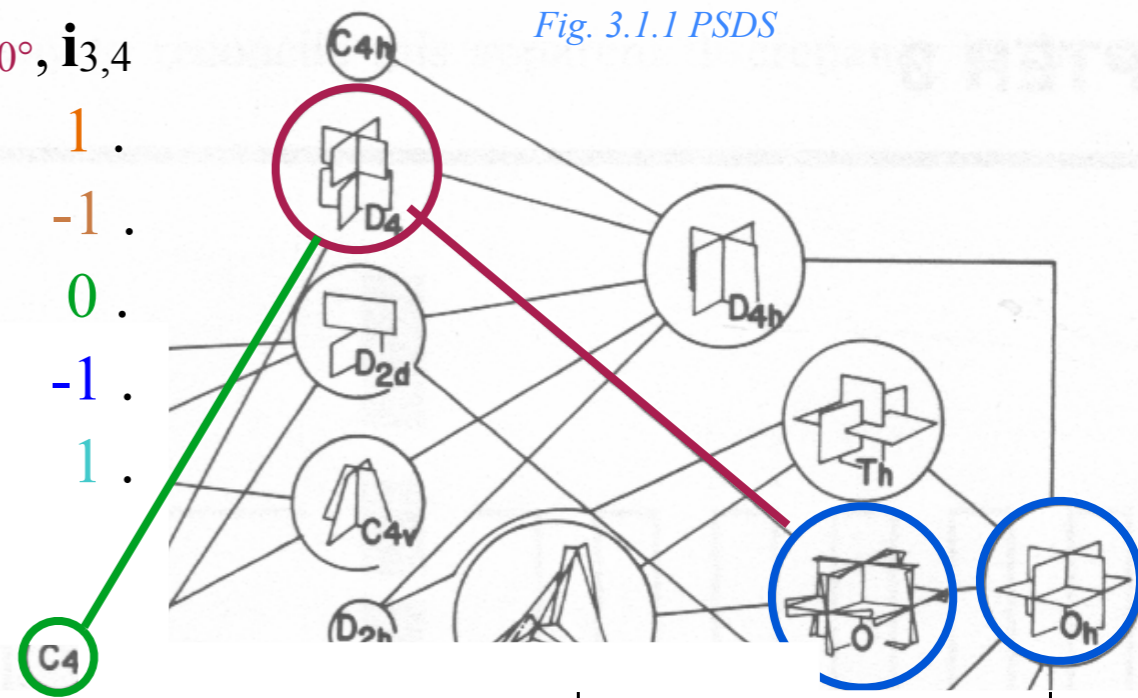 Fig. 3.1.1 PSDS
0°, i3,4
1 .
-1 .
0 .
-1 .
1 .
C4h
D4
D4h
D2d
Th
C4v
D2h
O
Oh
C4